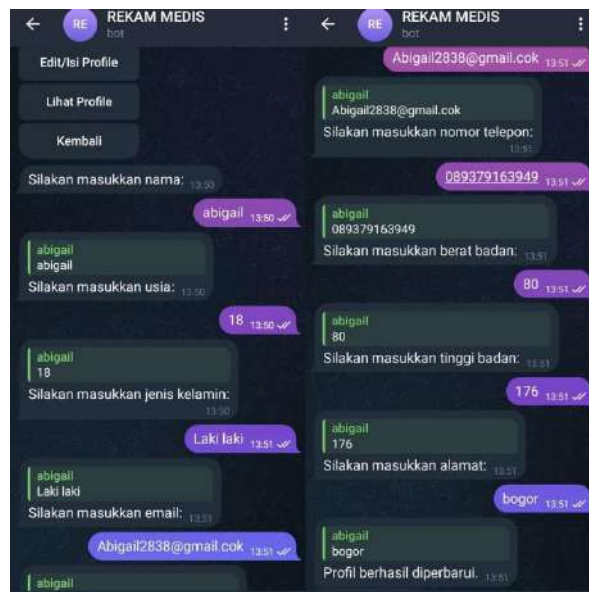 RE
REKAM MEDIS
bot
Edit/Isi Profile
Lihat Profile
Kembali
Silakan masukkan nama: 13:50
abigail 13:50
abigail
abigail
Silakan masukkan usia: 13:50
18 13:50
abigail
18
Silakan masukkan jenis kelamin:
13:50
Laki laki 13:51
abigail
Laki laki
Silakan masukkan email: 13:51
Abigail2838@gmail.cok 13:51
abigail
RE
REKAM MEDIS
bot
Abigail2838@gmail.cok 13:51
abigail
Abigail2838@gmail.cok
Silakan masukkan nomor telepon:
13:51
089379163949 13:51
abigail
089379163949
Silakan masukkan berat badan: 13:51
80 13:51
abigail
80
Silakan masukkan tinggi badan: 13:51
176 13:51
abigail
176
Silakan masukkan alamat: 13:51
bogor 13:51
abigail
bogor
Profil berhasil diperbarui. 13:51